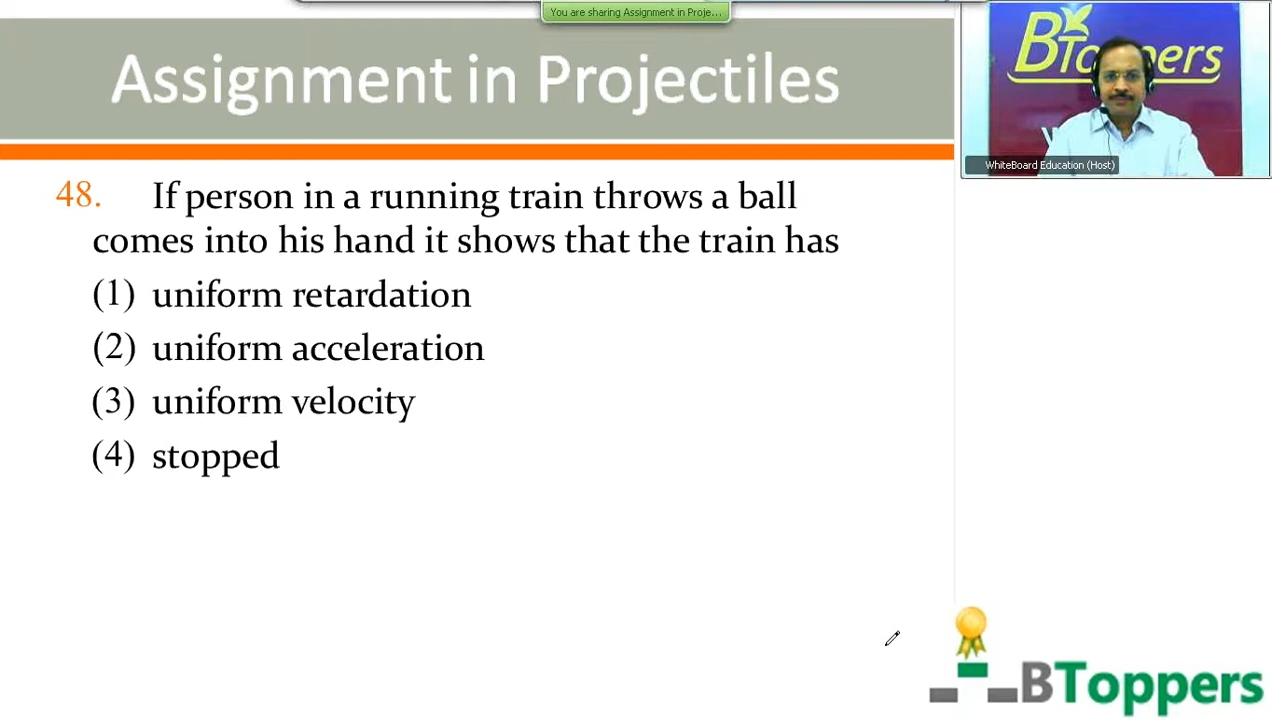 You are sharing Assignment in Proje...
Assignment in Projectiles
BToppers
WhiteBoard Education (Host)
48. If person in a running train throws a ball
comes into his hand it shows that the train has
(1) uniform retardation
(2) uniform acceleration
(3) uniform velocity
(4) stopped
BToppers